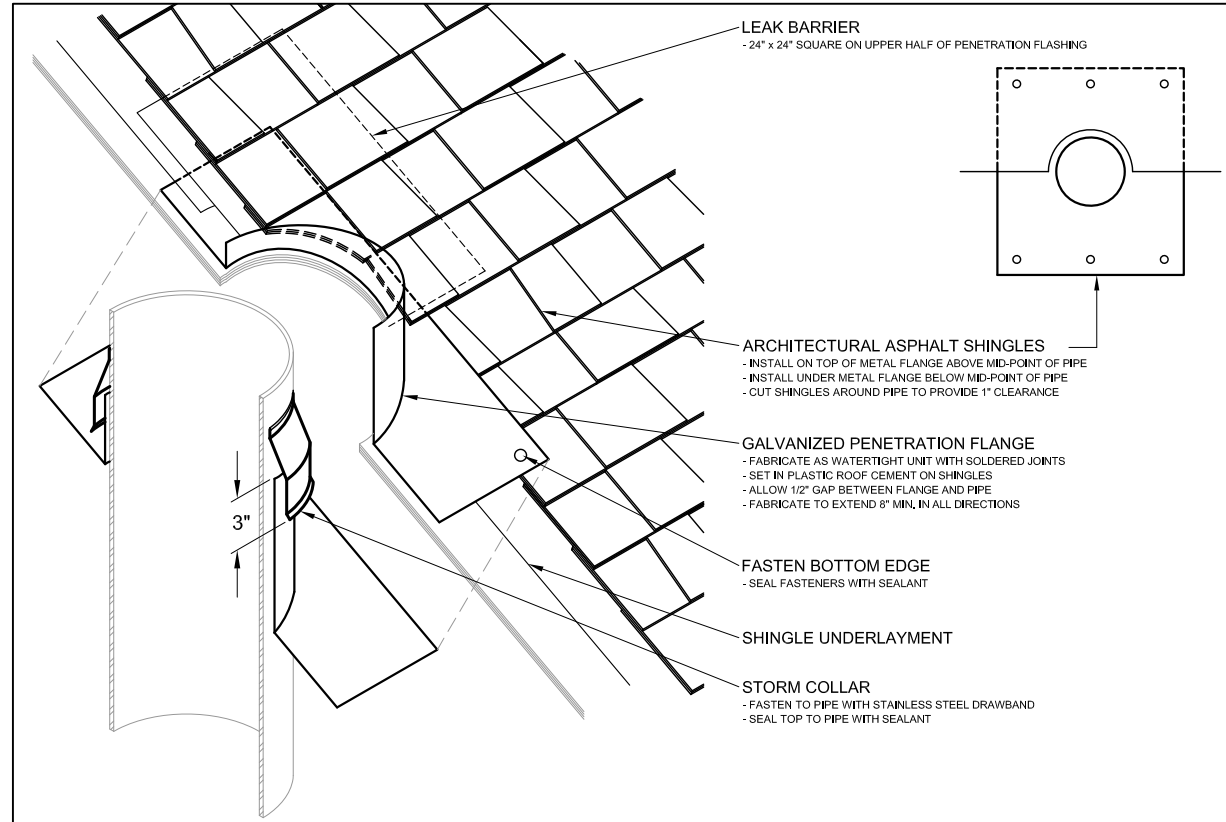 LEAK BARRIER
- 24" x 24" SQUARE ON UPPER HALF OF PENETRATION FLASHING
ARCHITECTURAL ASPHALT SHINGLES
- INSTALL ON TOP OF METAL FLANGE ABOVE MID-POINT OF PIPE
- INSTALL UNDER METAL FLANGE BELOW MID-POINT OF PIPE
- CUT SHINGLES AROUND PIPE TO PROVIDE 1" CLEARANCE
GALVANIZED PENETRATION FLANGE
- FABRICATE AS WATERTIGHT UNIT WITH SOLDERED JOINTS
- SET IN PLASTIC ROOF CEMENT ON SHINGLES
- ALLOW 1/2" GAP BETWEEN FLANGE AND PIPE
- FABRICATE TO EXTEND 8" MIN. IN ALL DIRECTIONS
3"
FASTEN BOTTOM EDGE
- SEAL FASTENERS WITH SEALANT
SHINGLE UNDERLAYMENT
STORM COLLAR
- FASTEN TO PIPE WITH STAINLESS STEEL DRAWBAND
- SEAL TOP TO PIPE WITH SEALANT